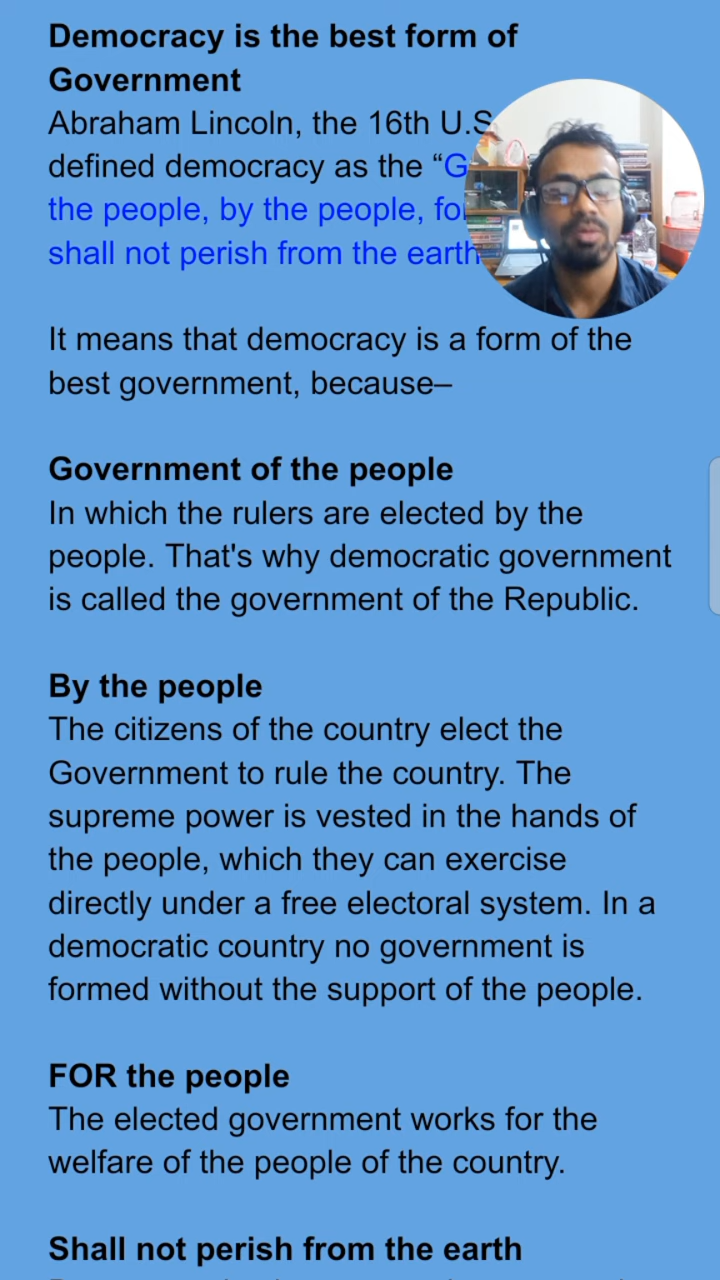 Democracy is the best form of
Government
Abraham Lincoln, the 16th U.S
defined democracy as the “G
the people, by the people, fo
shall not perish from the earth
It means that democracy is a form of the
best government, because–
Government of the people
In which the rulers are elected by the
people. That's why democratic government
is called the government of the Republic.
By the people
The citizens of the country elect the
Government to rule the country. The
supreme power is vested in the hands of
the people, which they can exercise
directly under a free electoral system. In a
democratic country no government is
formed without the support of the people.
FOR the people
The elected government works for the
welfare of the people of the country.
Shall not perish from the earth